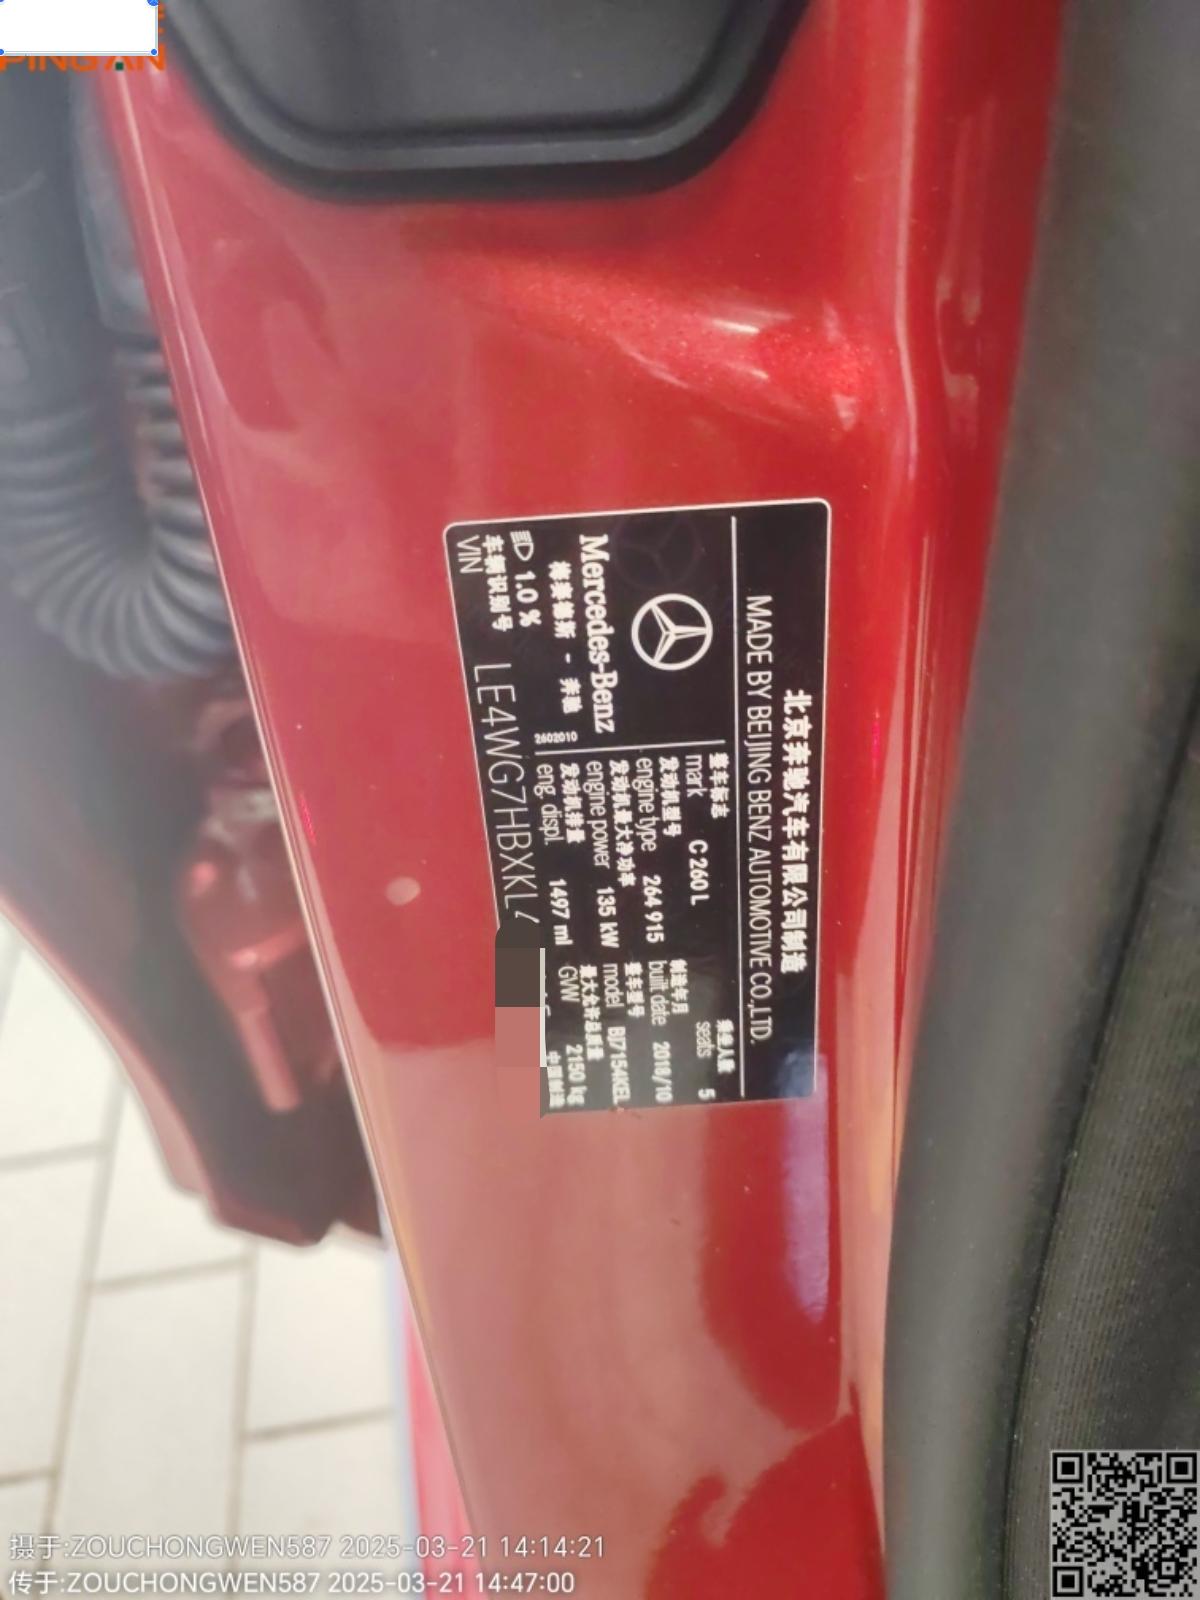 PING AN
北京奔驰汽车有限公司制造
MADE BY BEIJING BENZ AUTOMOTIVE CO.,LTD.
Mercedes-Benz
梅赛德斯 - 奔驰
2602010
整车标志
mark C 260 L
乘坐人数
seats 5
发动机型号
engine type 264 915
制造年月
built date 2018/10
发动机最大净功率
engine power 135 kW
整车型号
model BJ7154KEL
发动机排量
eng. displ. 1497 ml
最大允许总质量
GVW 2150 kg
1.0 %
车辆识别号
VIN LE4WG7HBXKL
中国制造
摄于:ZOUCHONGWEN587 2025-03-21 14:14:21
传于:ZOUCHONGWEN587 2025-03-21 14:47:00